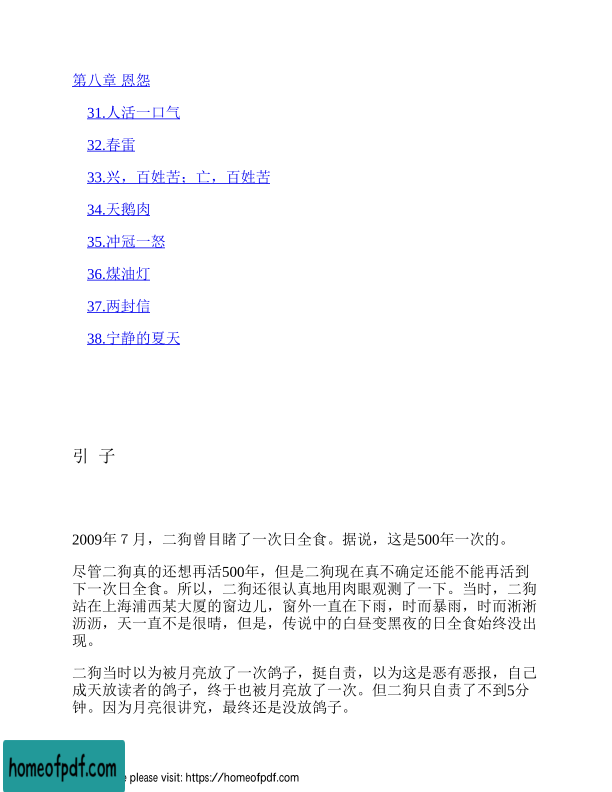 第八章 恩怨
31.人活一口气
32.春雷
33.兴，百姓苦；亡，百姓苦
34.天鹅肉
35.冲冠一怒
36.煤油灯
37.两封信
38.宁静的夏天
引 子
2009年７月，二狗曾目睹了一次日全食。据说，这是500年一次的。
尽管二狗真的还想再活500年，但是二狗现在真不确定还能不能再活到
下一次日全食。所以，二狗还很认真地用肉眼观测了一下。当时，二狗
站在上海浦西某大厦的窗边儿，窗外一直在下雨，时而暴雨，时而淅淅
沥沥，天一直不是很晴，但是，传说中的白昼变黑夜的日全食始终没出
现。
二狗当时以为被月亮放了一次鸽子，挺自责，以为这是恶有恶报，自己
成天放读者的鸽子，终于也被月亮放了一次。但二狗只自责了不到5分
钟。因为月亮很讲究，最终还是没放鸽子。
homeofpdf.com
please visit: https://homeofpdf.com